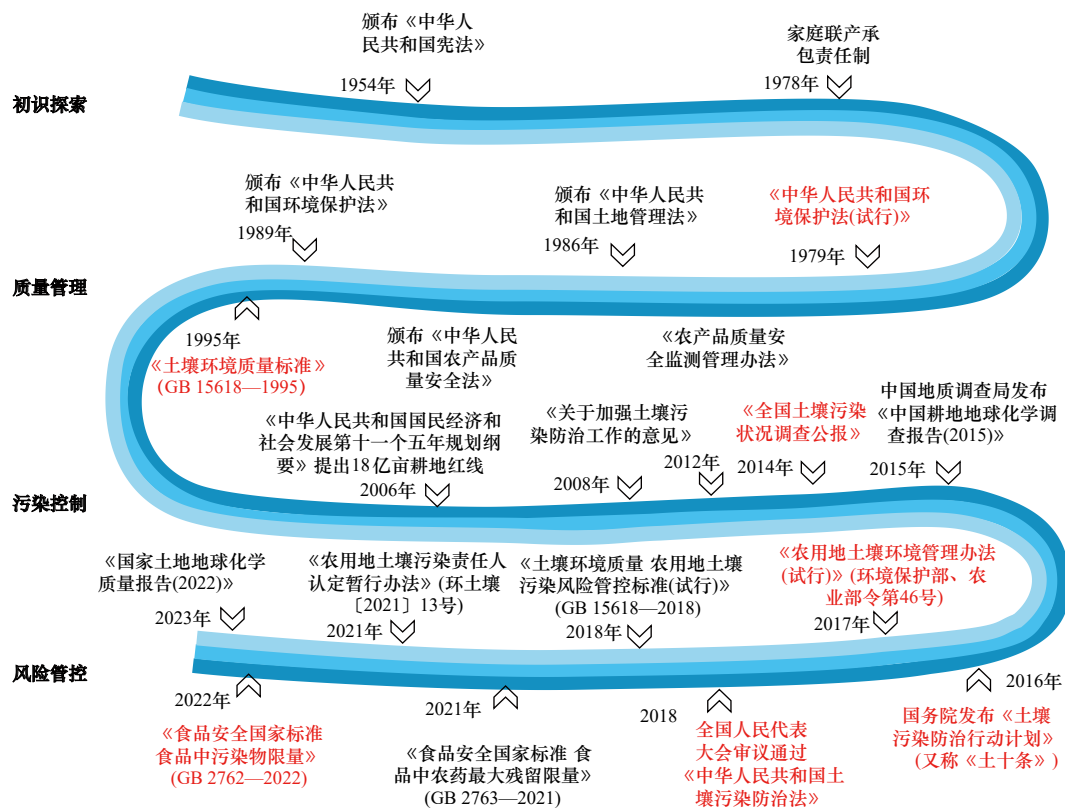 颁布《中华人
民共和国宪法》
1954年
家庭联产承
包责任制
1978年
初识探索
颁布《中华人民共
和国环境保护法》
1989年
颁布《中华人民共
和国土地管理法》
1986年
《中华人民共和国环
境保护法(试行)》
1979年
质量管理
1995年
《土壤环境质量标准》
(GB 15618—1995)
颁布《中华人民
共和国农产品质
量安全法》
《农产品质量安
全监测管理办法》
《中华人民共和国国民经济和
社会发展第十一个五年规划纲
要》提出18亿亩耕地红线
2006年
《关于加强土壤污
染防治工作的意见》
2008年
2012年
《全国土壤污染
状况调查公报》
2014年
中国地质调查局发布
《中国耕地地球化学调
查报告(2015)》
2015年
污染控制
《国家土地地球化学
质量报告(2022)》
2023年
《农用地土壤污染责任人
认定暂行办法》(环土壤
〔2021〕13号)
2021年
《土壤环境质量 农用地土壤
污染风险管控标准(试行)》
(GB 15618—2018)
2018年
《农用地土壤环境管理办法
(试行)》(环境保护部、农
业部令第46号)
2017年
风险管控
2022年
《食品安全国家标准
食品中污染物限量》
(GB 2762—2022)
2021年
《食品安全国家标准 食
品中农药最大残留限量》
(GB 2763—2021)
2018
全国人民代表
大会审议通过
《中华人民共和国土
壤污染防治法》
2016年
国务院发布《土壤
污染防治行动计划》
(又称《土十条》)